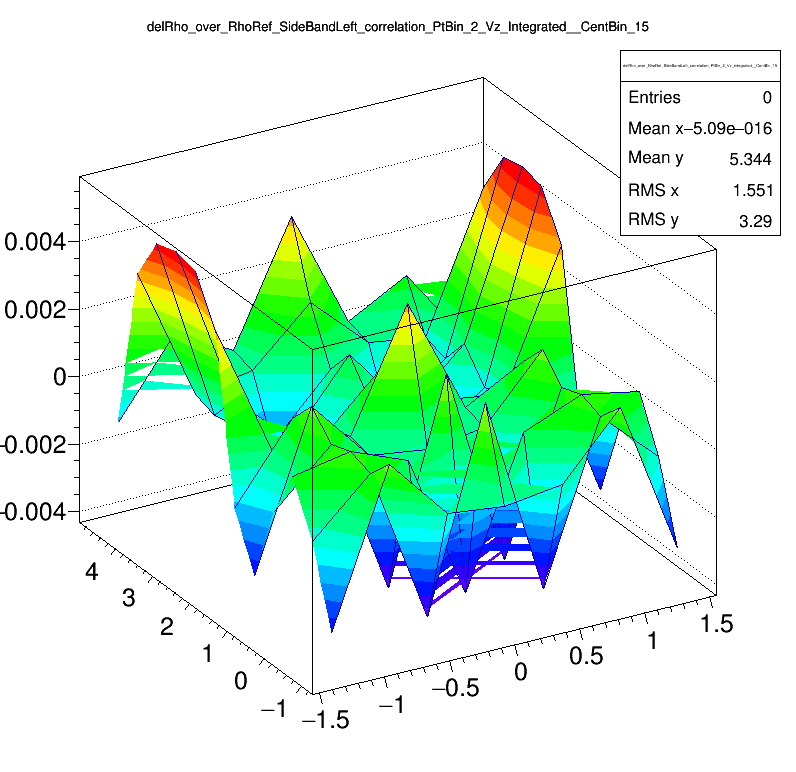 delRho_over_RhoRef_SideBandLeft_correlation_PtBin_2_Vz_Integrated__CentBin_15
delRho_over_RhoRef_SideBandLeft_correlation_PtBin_2_Vz_Integrated__CentBin_15
Entries 0
Mean x−5.09e−016
Mean y 5.344
RMS x 1.551
RMS y 3.29
0.004
0.002
0
−0.002
−0.004
4
3
2
1
0
−1
−1.5
−1
−0.5
0
0.5
1
1.5